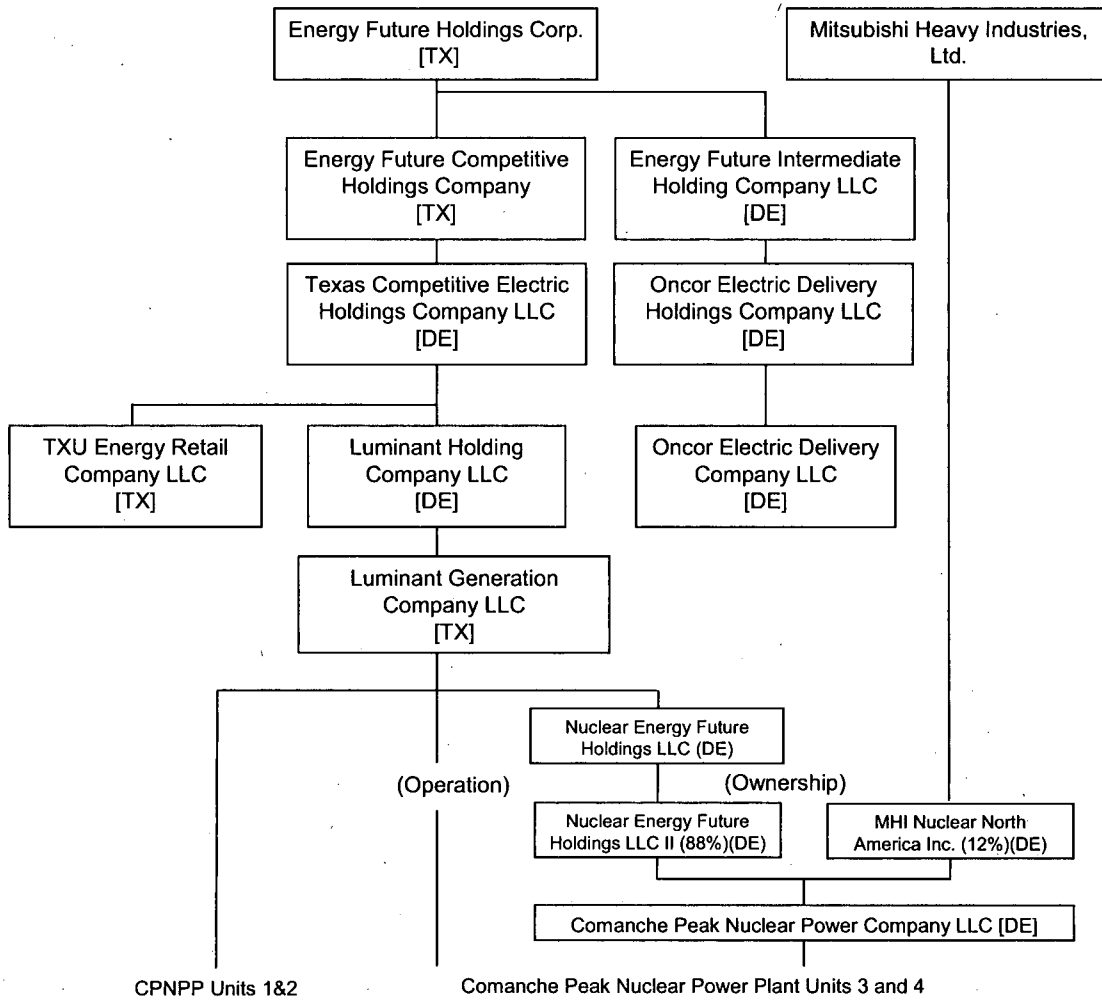 Energy Future Holdings Corp.
[TX]
Mitsubishi Heavy Industries,
Ltd.
Energy Future Competitive
Holdings Company
[TX]
Energy Future Intermediate
Holding Company LLC
[DE]
Texas Competitive Electric
Holdings Company LLC
[DE]
Oncor Electric Delivery
Holdings Company LLC
[DE]
TXU Energy Retail
Company LLC
[TX]
Luminant Holding
Company LLC
[DE]
Oncor Electric Delivery
Company LLC
[DE]
Luminant Generation
Company LLC
[TX]
Nuclear Energy Future
Holdings LLC (DE)
(Operation)
(Ownership)
Nuclear Energy Future
Holdings LLC II (88%)(DE)
MHI Nuclear North
America Inc. (12%)(DE)
Comanche Peak Nuclear Power Company LLC [DE]
CPNPP Units 1&2
Comanche Peak Nuclear Power Plant Units 3 and 4